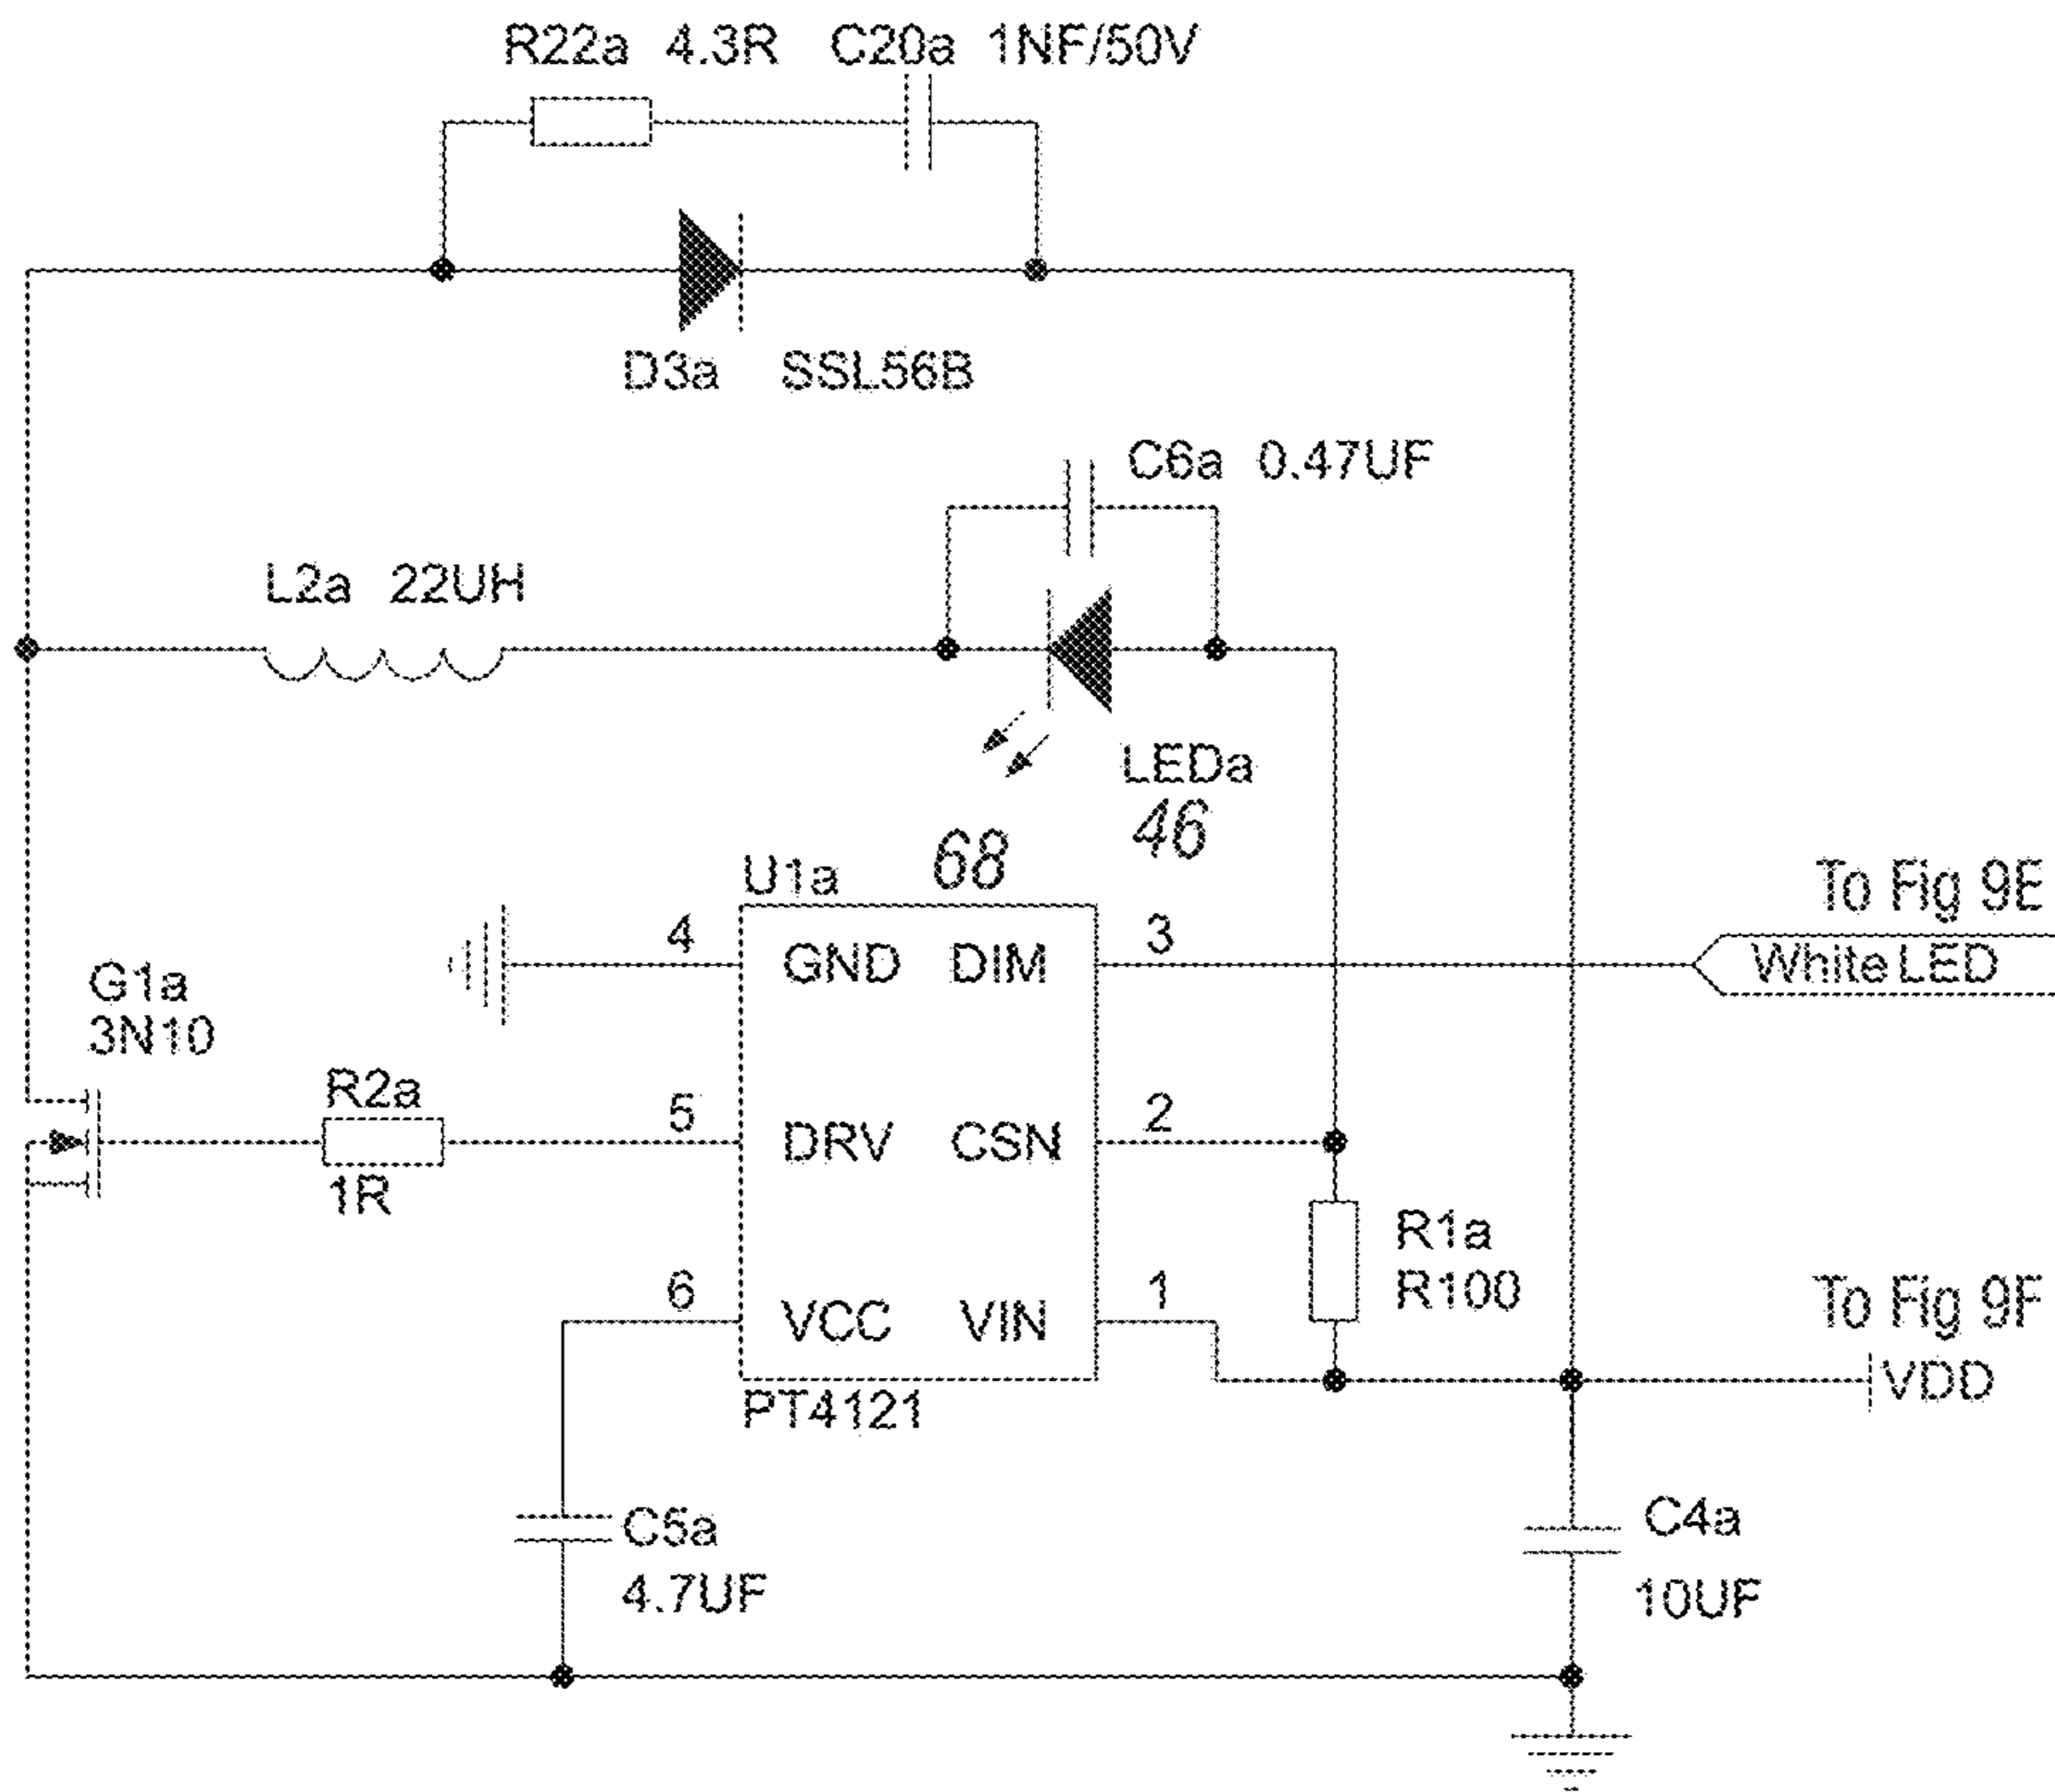 R22a 4.3R C20a 1NF/50V
D3a SSL56B
C6a 0.47UF
L2a 22UH
LEDa
46
68
U1a
To Fig 9E
4 GND DIM 3
White LED
G1a
3N10
R2a
5 DRV CSN 2
1R
R1a
R100
6 VCC VIN 1
To Fig 9F
VDD
PT4121
C5a
4.7UF
C4a
10UF